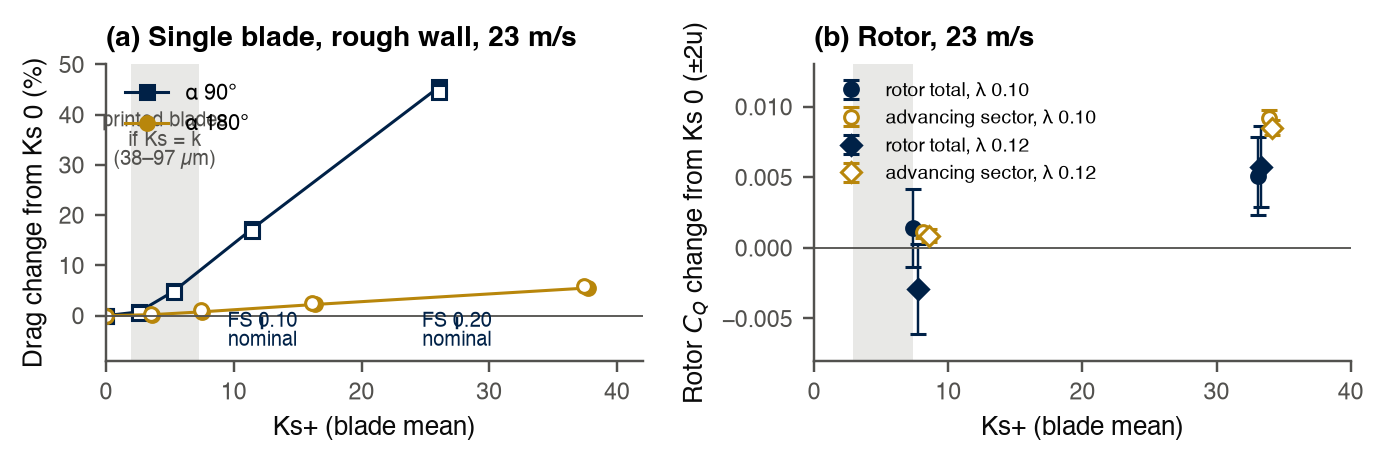 (a) Single blade, rough wall, 23 m/s
Drag change from Ks 0 (%)
50
40
30
20
10
0
α 90°
α 180°
printed blades
if Ks = k
(38–97 µm)
FS 0.10
nominal
FS 0.20
nominal
0
10
20
30
40
Ks+ (blade mean)
(b) Rotor, 23 m/s
Rotor CQ change from Ks 0 (±2u)
0.010
0.005
0.000
−0.005
rotor total, λ 0.10
advancing sector, λ 0.10
rotor total, λ 0.12
advancing sector, λ 0.12
0
10
20
30
40
Ks+ (blade mean)